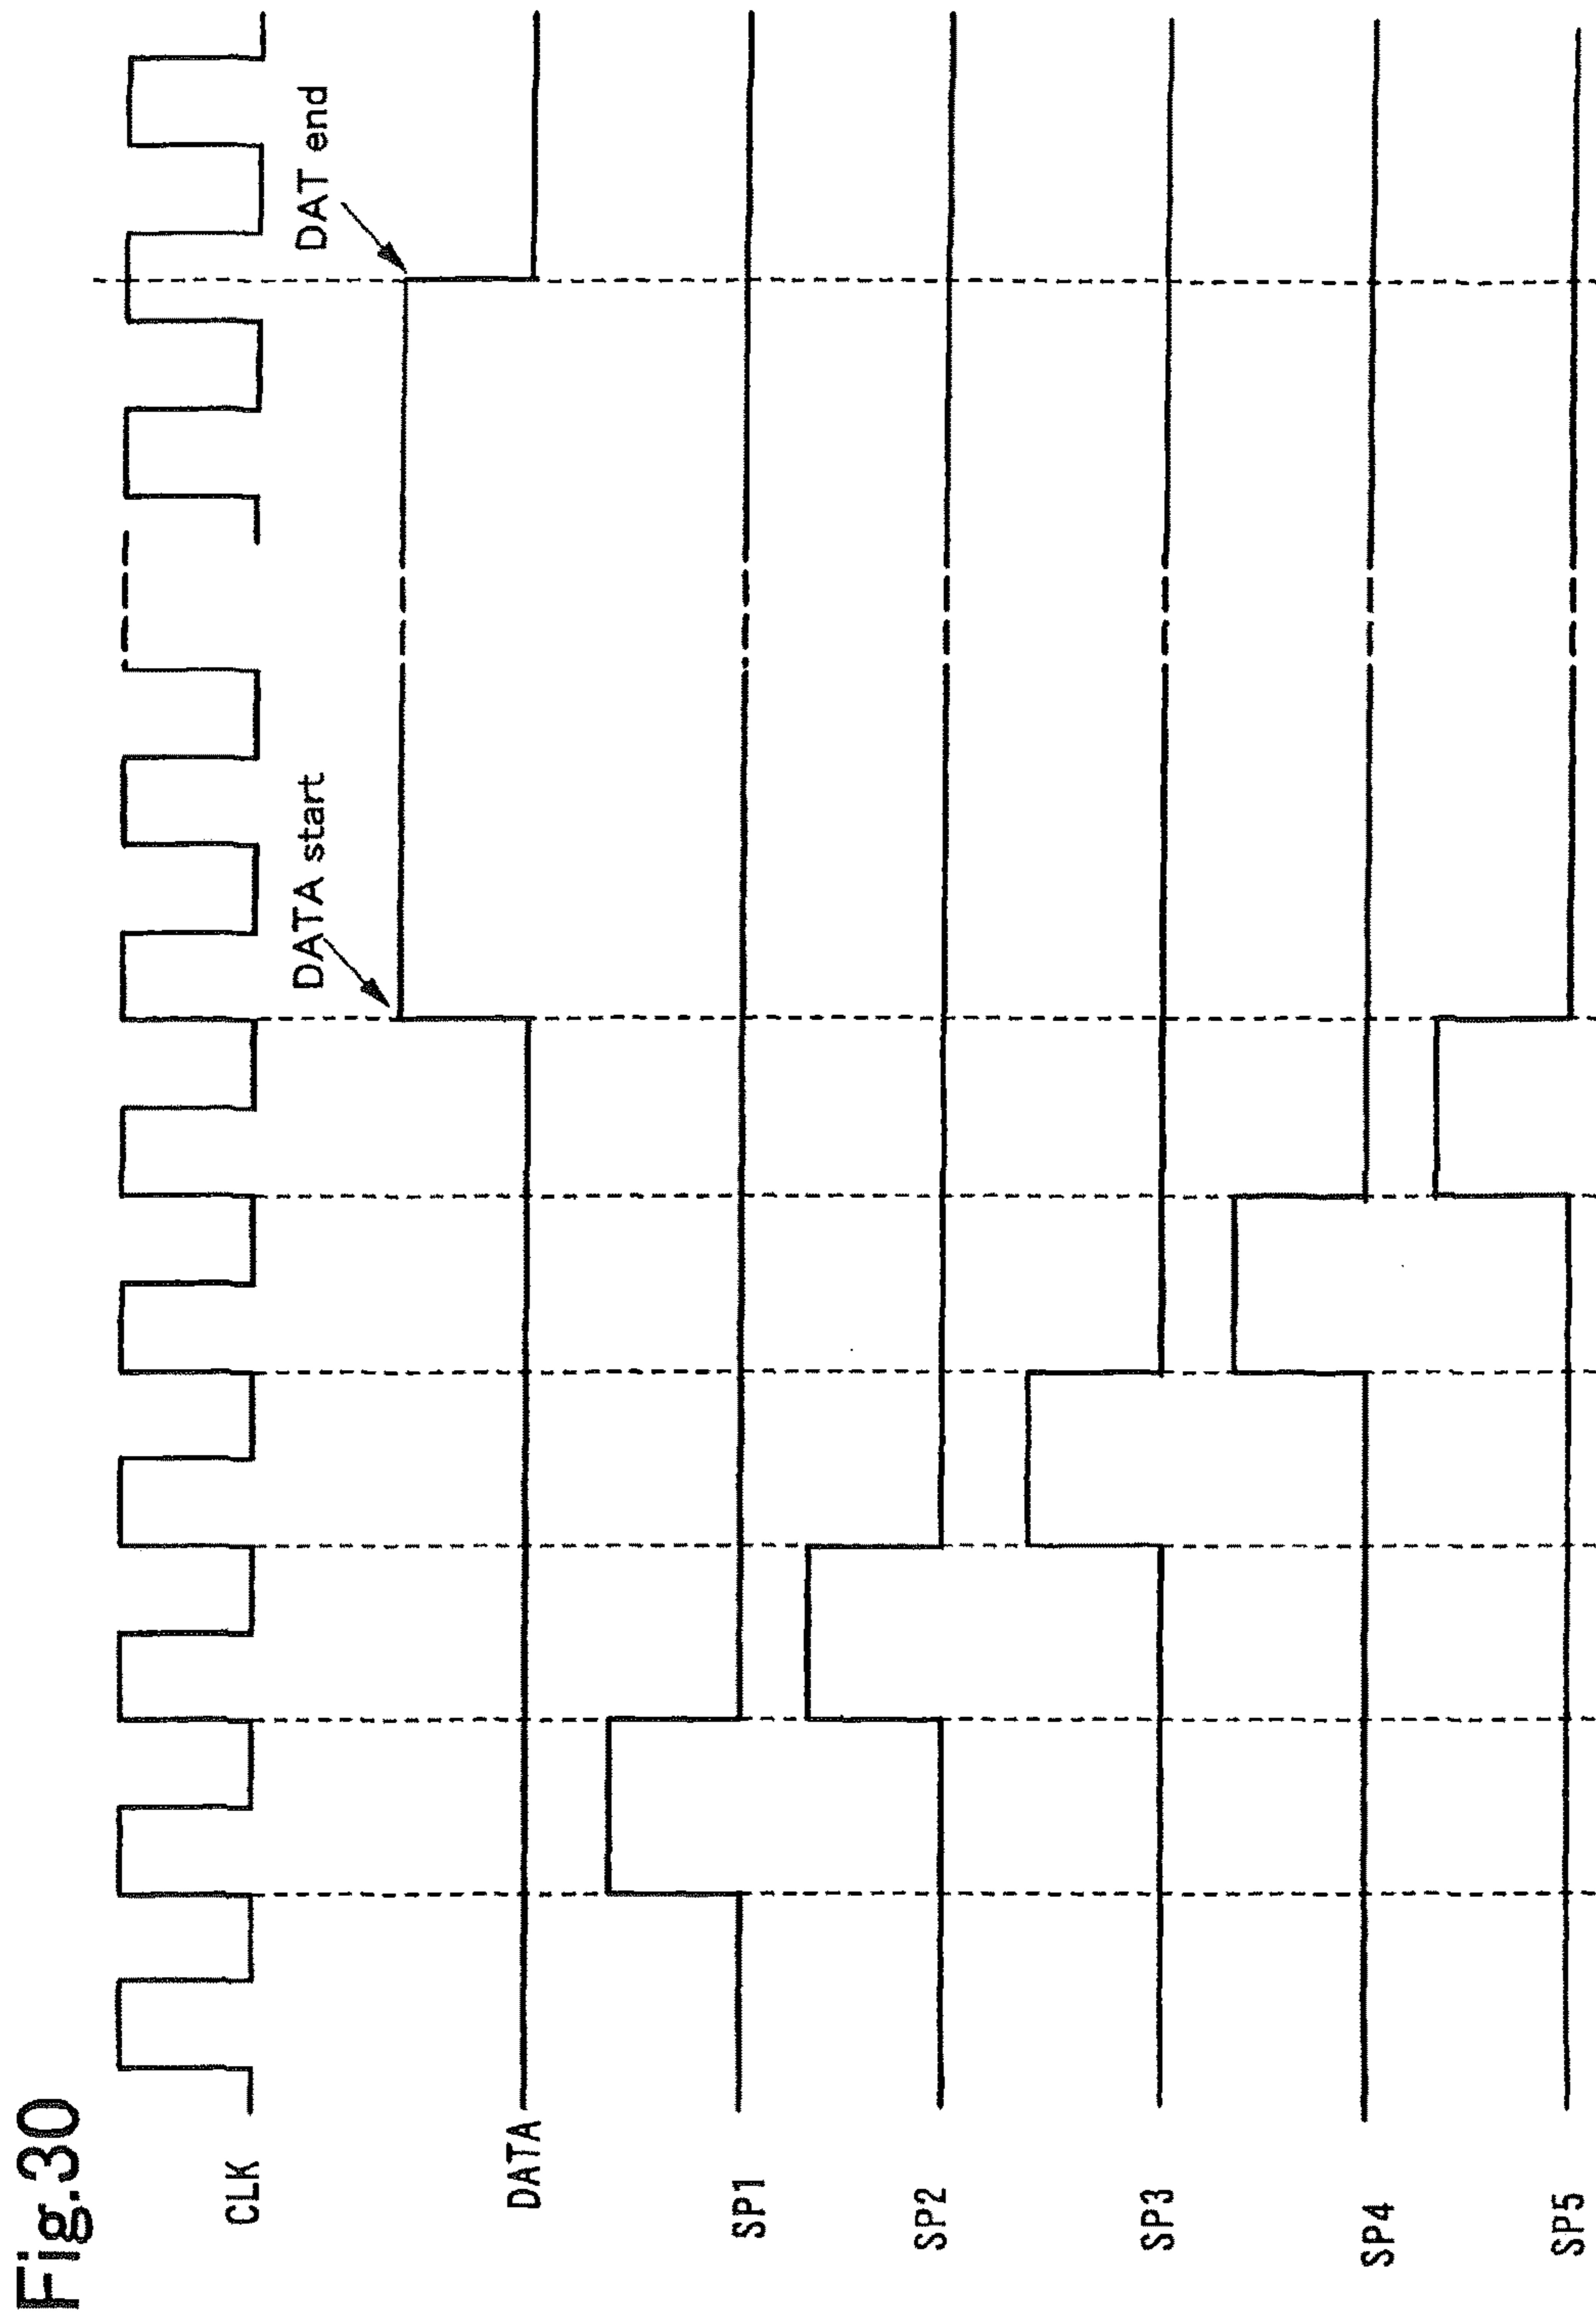 Fig.30
CLK
DATA
DATA start
DAT end
SP1
SP2
SP3
SP4
SP5